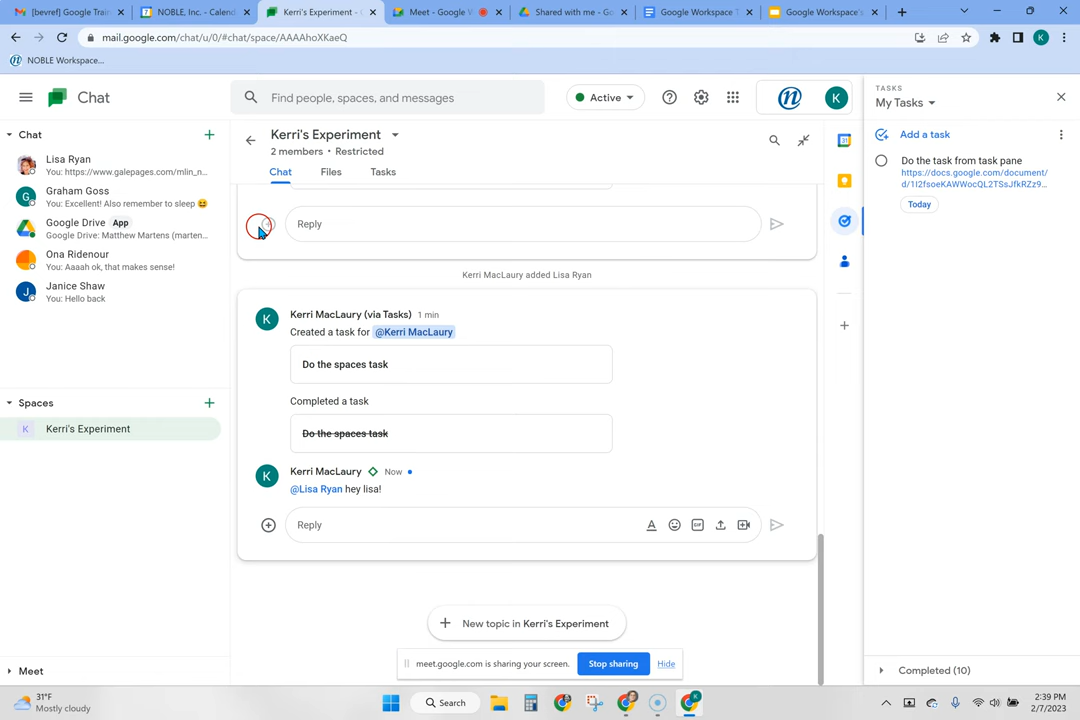 [bevref] Google Train
NOBLE, Inc. - Calend
Kerri's Experiment -
Meet - Google W
Shared with me - Go
Google Workspace T
Google Workspace's
mail.google.com/chat/u/0/#chat/space/AAAAhoXKaeQ
K
NOBLE Workspace...
Chat
Find people, spaces, and messages
Active
n
K
TASKS
My Tasks
Chat
Kerri's Experiment
2 members • Restricted
Add a task
Lisa Ryan
You: https://www.galepages.com/mlin_n...
Chat
Files
Tasks
Do the task from task pane
https://docs.google.com/document/d/1I2fsoeKAWWocQL2TSsJfkRZz9...
Today
Graham Goss
You: Excellent! Also remember to sleep 😆
Google Drive App
Google Drive: Matthew Martens (marten...
Reply
Ona Ridenour
You: Aaaah ok, that makes sense!
Kerri MacLaury added Lisa Ryan
Janice Shaw
You: Hello back
K
Kerri MacLaury (via Tasks) 1 min
Created a task for @Kerri MacLaury
Do the spaces task
Completed a task
Do the spaces task
Spaces
K Kerri's Experiment
K
Kerri MacLaury Now
@Lisa Ryan hey lisa!
Reply
GIF
New topic in Kerri's Experiment
Meet
meet.google.com is sharing your screen.
Stop sharing
Hide
Completed (10)
31°F
Mostly cloudy
Search
2:39 PM
2/7/2023